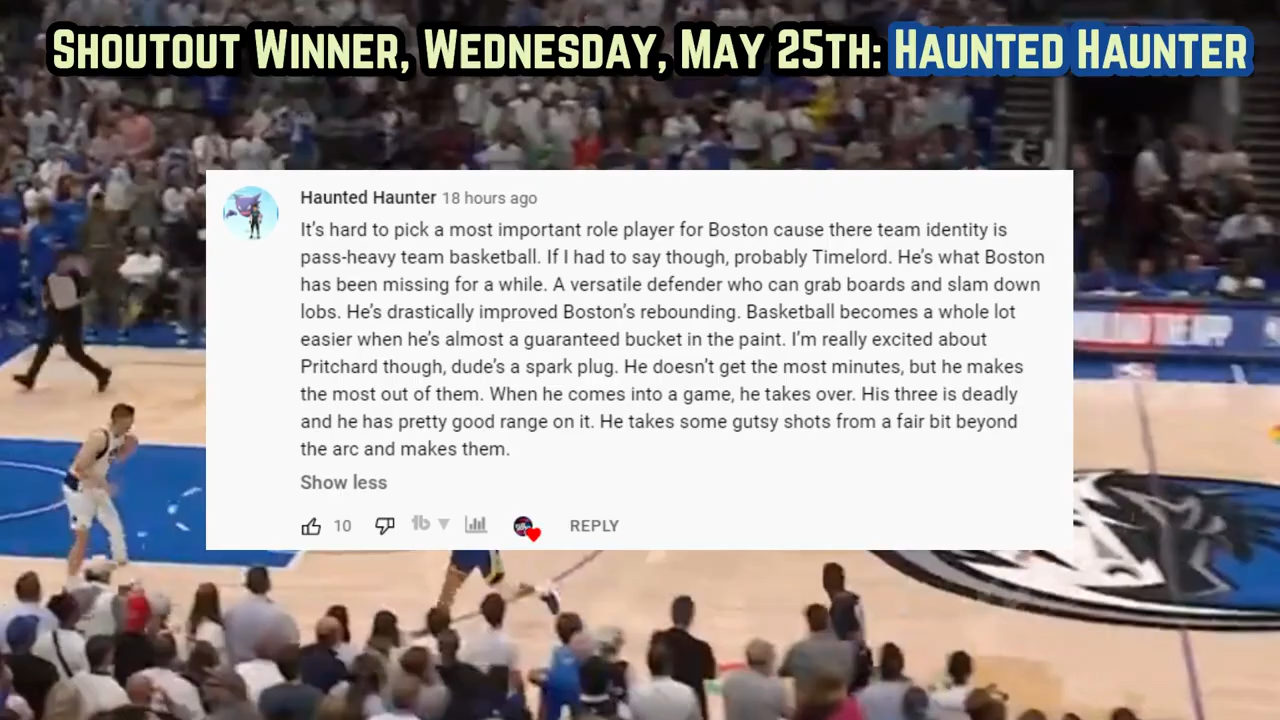 Shoutout Winner, Wednesday, May 25th: Haunted Haunter
Haunted Haunter 18 hours ago
It's hard to pick a most important role player for Boston cause there team identity is
pass-heavy team basketball. If I had to say though, probably Timelord. He's what Boston
has been missing for a while. A versatile defender who can grab boards and slam down
lobs. He's drastically improved Boston's rebounding. Basketball becomes a whole lot
easier when he's almost a guaranteed bucket in the paint. I'm really excited about
Pritchard though, dude's a spark plug. He doesn't get the most minutes, but he makes
the most out of them. When he comes into a game, he takes over. His three is deadly
and he has pretty good range on it. He takes some gutsy shots from a fair bit beyond
the arc and makes them.
Show less
10 tb REPLY